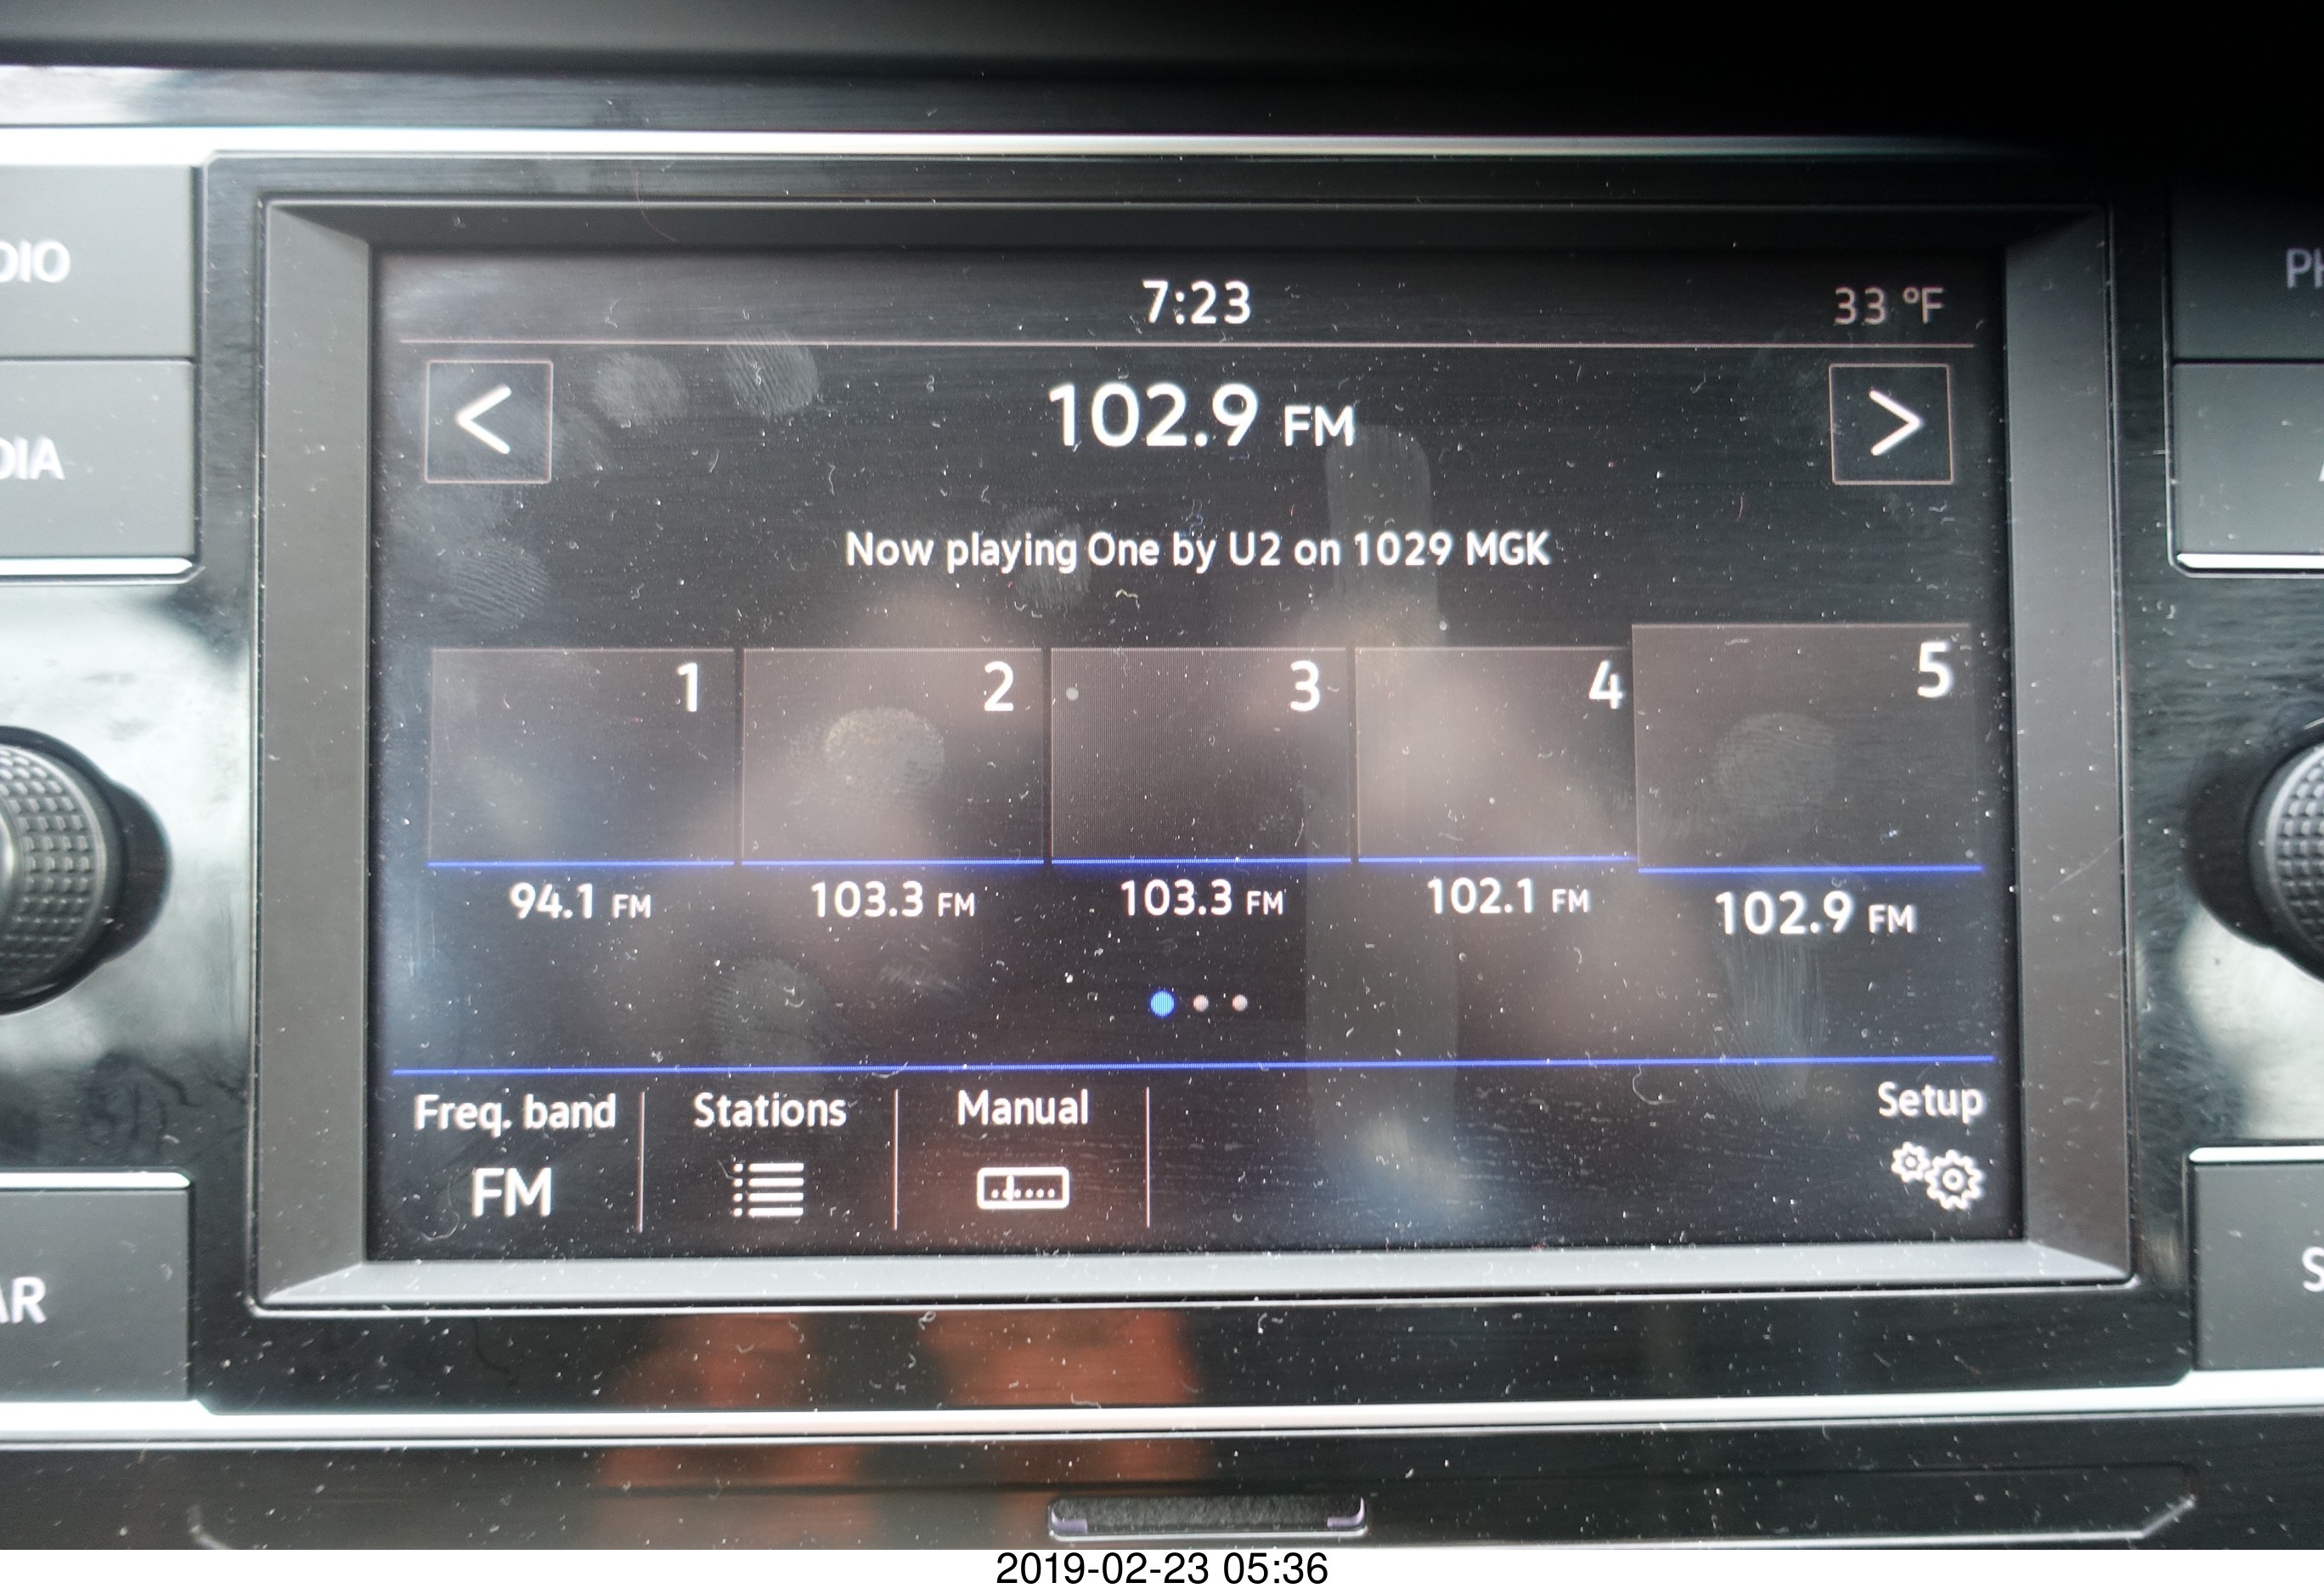 7:23
33 °F
DIO
PH
<
102.9 FM
>
DIA
Now playing One by U2 on 1029 MGK
1 2 3 4 5
94.1 FM 103.3 FM 103.3 FM 102.1 FM 102.9 FM
Freq. band Stations Manual Setup
FM
AR
S
2019-02-23 05:36